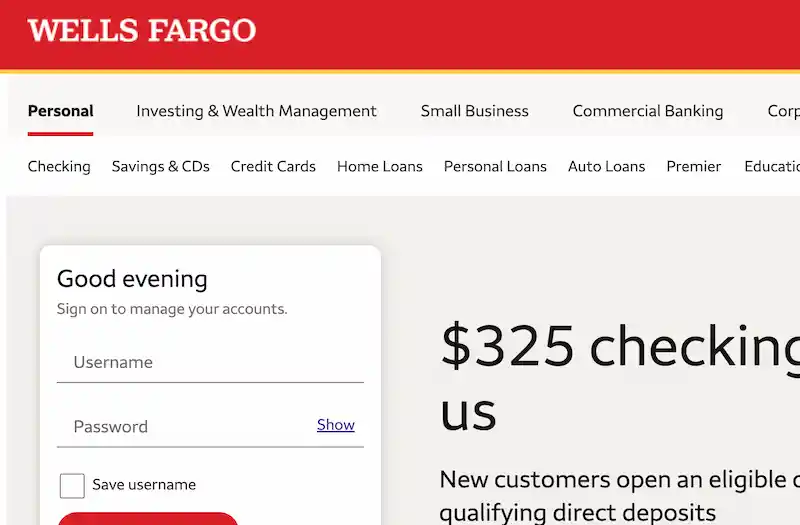 WELLS FARGO
Personal Investing & Wealth Management Small Business Commercial Banking
Checking Savings & CDs Credit Cards Home Loans Personal Loans Auto Loans Premier
Good evening
Sign on to manage your accounts.
Username
Password Show
Save username
$325 checking
us
New customers open an eligible
qualifying direct deposits